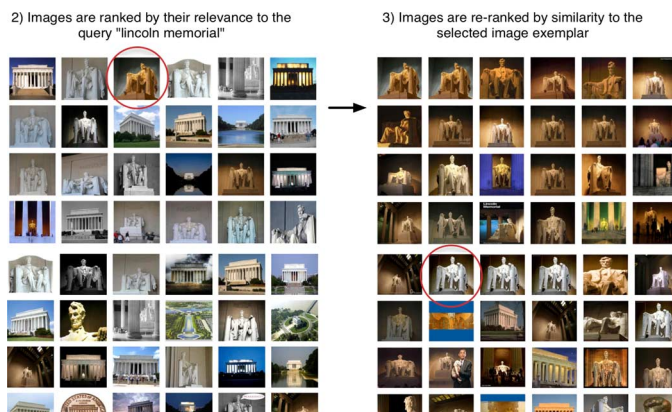 2) Images are ranked by their relevance to the
query "lincoln memorial"
3) Images are re-ranked by similarity to the
selected image exemplar